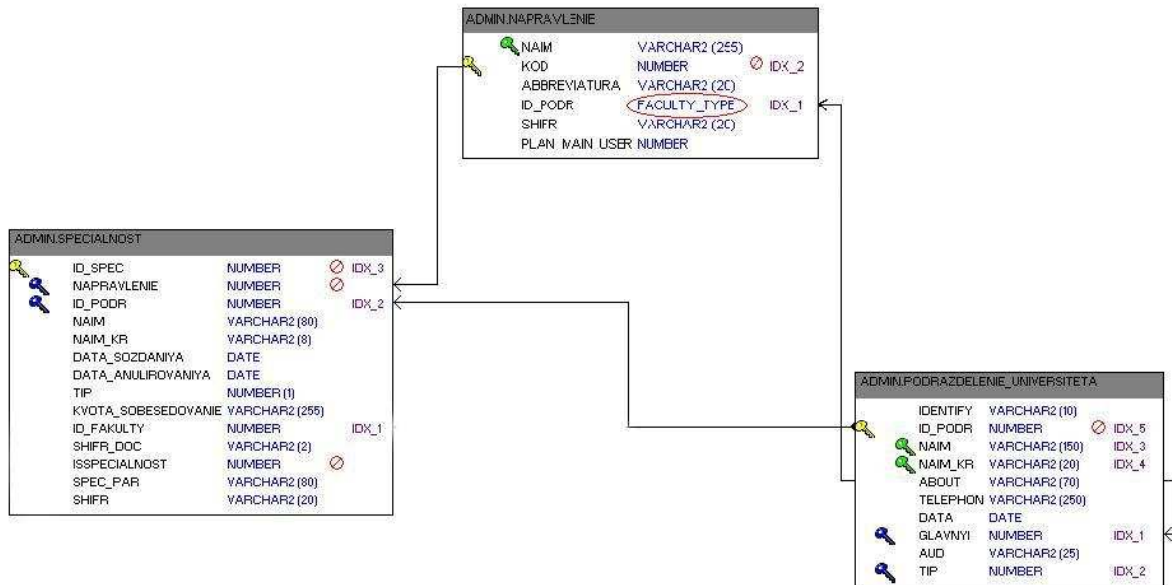 ADMIN.NAPRAVLENIE
NAIM VARCHAR2 (255)
KOD NUMBER IDX_2
ABBREVIATURA VARCHAR2 (20)
ID_PODR FACULTY_TYPE IDX_1
SHIFR VARCHAR2 (20)
PLAN_MAIN_USER NUMBER
ADMIN.SPECIALNOST
ID_SPEC NUMBER IDX_3
NAPRAVLENIE NUMBER
ID_PODR NUMBER IDX_2
NAIM VARCHAR2 (80)
NAIM_KR VARCHAR2 (8)
DATA_SOZDANIYA DATE
DATA_ANULIROVANIYA DATE
TIP NUMBER (1)
KVOTA_SOBESEDOVANIE VARCHAR2 (255)
ID_FAKULTY NUMBER IDX_1
SHIFR_DOC VARCHAR2 (2)
ISSPECIALNOST NUMBER
SPEC_PAR VARCHAR2 (80)
SHIFR VARCHAR2 (20)
ADMIN.PODRAZDELENIE_UNIVERSITETA
IDENTIFY VARCHAR2 (10)
ID_PODR NUMBER IDX_5
NAIM VARCHAR2 (150) IDX_3
NAIM_KR VARCHAR2 (20) IDX_4
ABOUT VARCHAR2 (70)
TELEPHON VARCHAR2 (250)
DATA DATE
GLAVNYI NUMBER IDX_1
AUD VARCHAR2 (25)
TIP NUMBER IDX_2